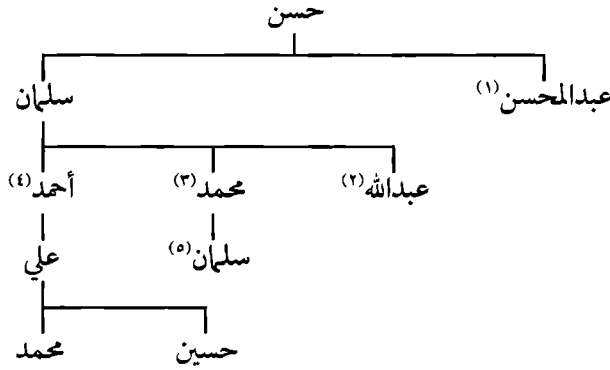 حسن
عبدالمحسن(١) سلمان
عبدالله(٢) محمد(٣) أحمد(٤)
سلمان(٥) علي
حسين محمد